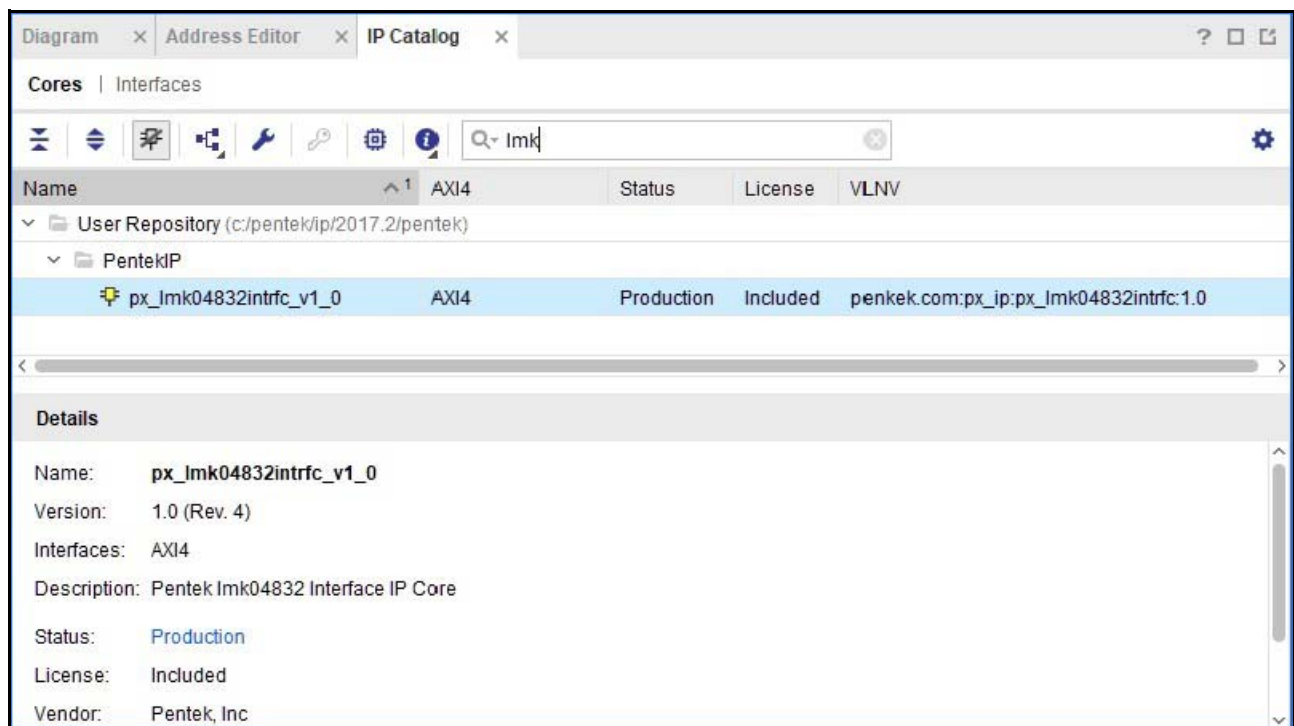 Diagram × Address Editor × IP Catalog × ?
Cores | Interfaces
lmk
Name 1 AXI4 Status License VLNV
User Repository (c:/pentek/ip/2017.2/pentek)
PentekIP
px_lmk04832intrfc_v1_0 AXI4 Production Included penkek.com:px_ip:px_lmk04832intrfc:1.0
Details
Name: px_lmk04832intrfc_v1_0
Version: 1.0 (Rev. 4)
Interfaces: AXI4
Description: Pentek lmk04832 Interface IP Core
Status: Production
License: Included
Vendor: Pentek, Inc